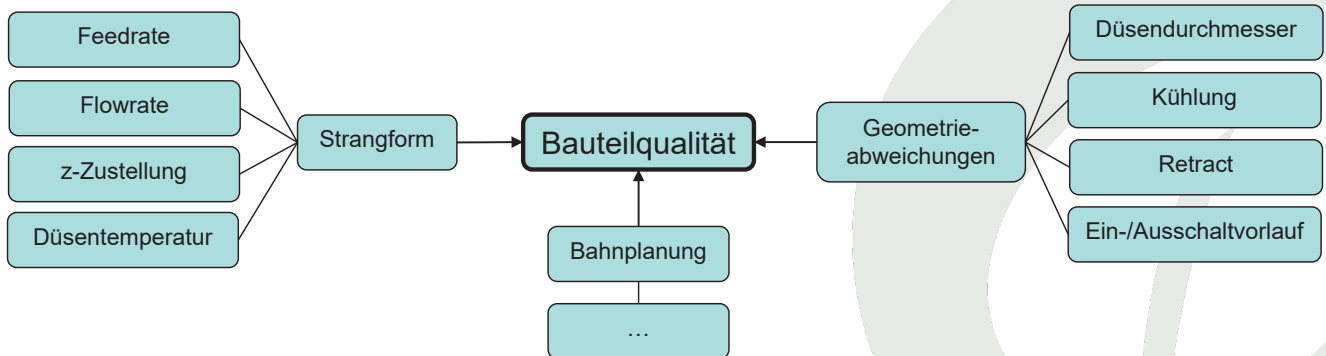 Feedrate
Flowrate
z-Zustellung
Düsentemperatur
Strangform
Bauteilqualität
Bahnplanung
…
Geometrie-
abweichungen
Düsendurchmesser
Kühlung
Retract
Ein-/Ausschaltvorlauf